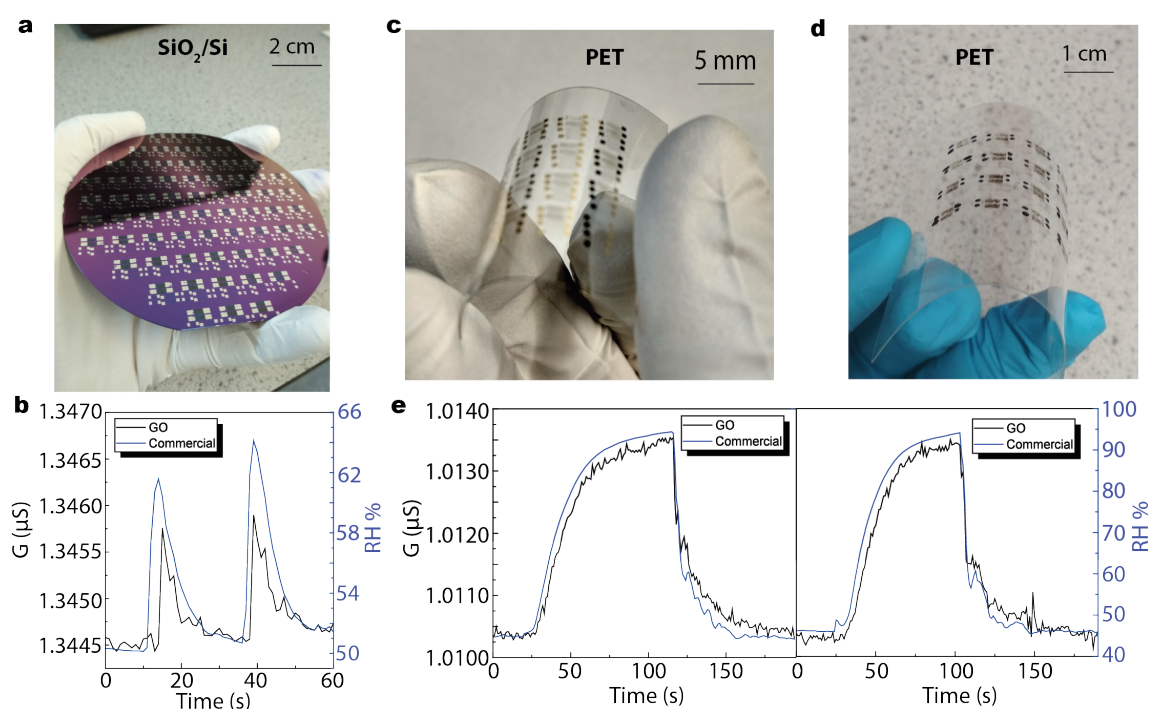 a
SiO2/Si
2 cm
c
PET
5 mm
d
PET
1 cm
b
1.3470
1.3465
1.3460
1.3455
1.3450
1.3445
G (μS)
GO
Commercial
66
62
58
54
50
RH %
0 20 40 60
Time (s)
e
1.0140
1.0130
1.0120
1.0110
1.0100
G (μS)
GO
Commercial
0 50 100 150
Time (s)
GO
Commercial
100
90
80
70
60
50
40
RH %
0 50 100 150
Time (s)